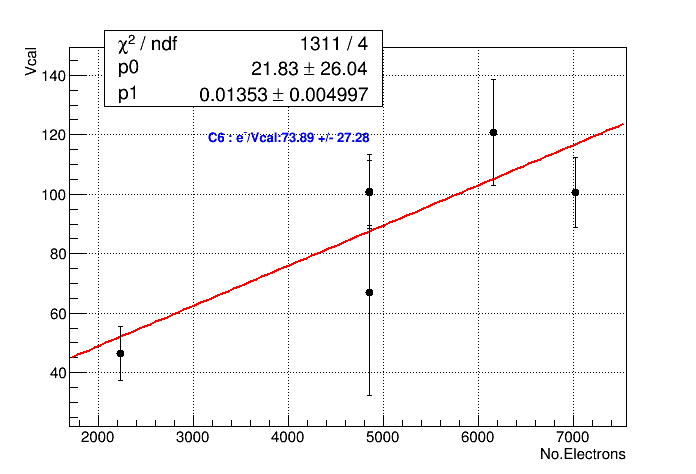 χ² / ndf 1311 / 4
p0 21.83 ± 26.04
p1 0.01353 ± 0.004997
C6 : e⁻/Vcal:73.89 +/- 27.28
Vcal
140
120
100
80
60
40
2000 3000 4000 5000 6000 7000
No.Electrons